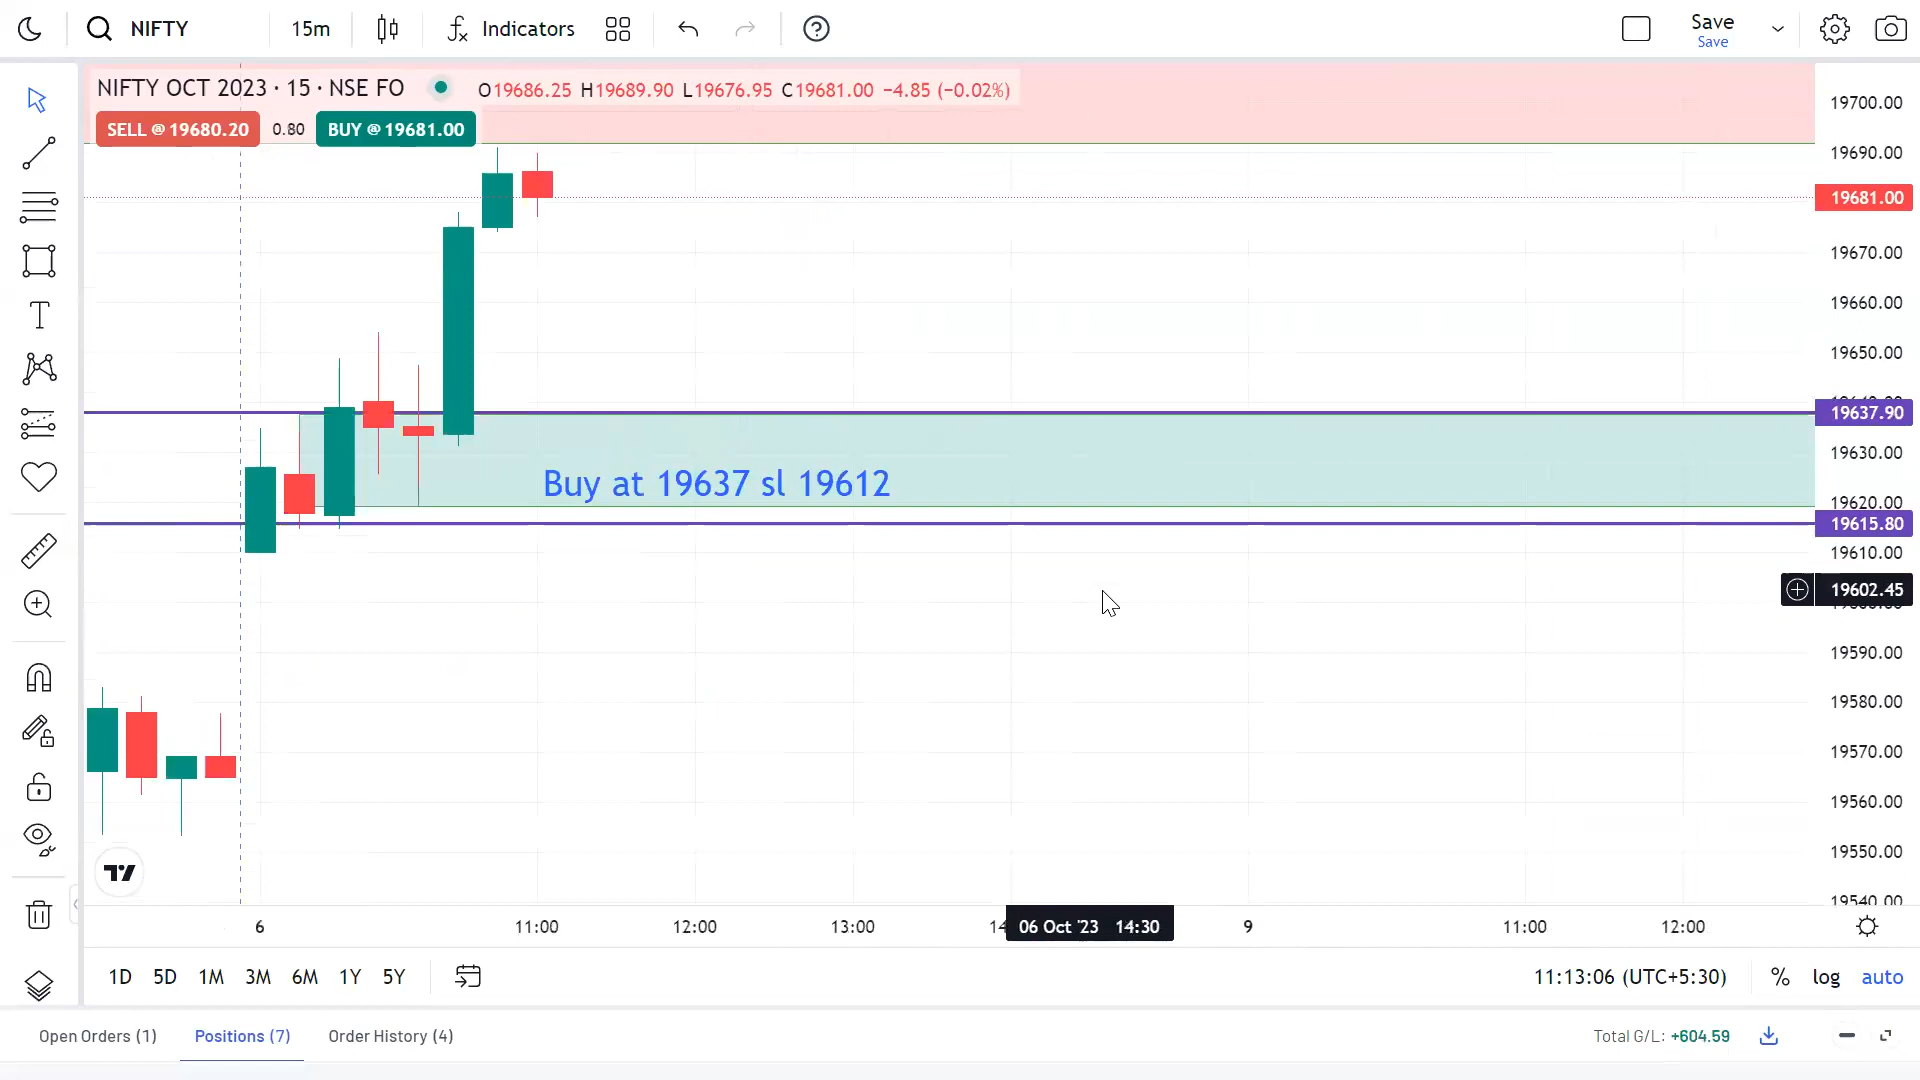 NIFTY 15m Indicators Save
Save
NIFTY OCT 2023 · 15 · NSE FO O19686.25 H19689.90 L19676.95 C19681.00 −4.85 (−0.02%)
SELL @ 19680.20 0.80 BUY @ 19681.00
19700.00
19690.00
19681.00
19670.00
19660.00
19650.00
19637.90
19630.00
Buy at 19637 sl 19612
19620.00
19615.80
19610.00
19602.45
19590.00
19580.00
19570.00
19560.00
19550.00
19540.00
6 11:00 12:00 13:00 06 Oct '23 14:30 9 11:00 12:00
1D 5D 1M 3M 6M 1Y 5Y 11:13:06 (UTC+5:30) % log auto
Open Orders (1) Positions (7) Order History (4) Total G/L: +604.59